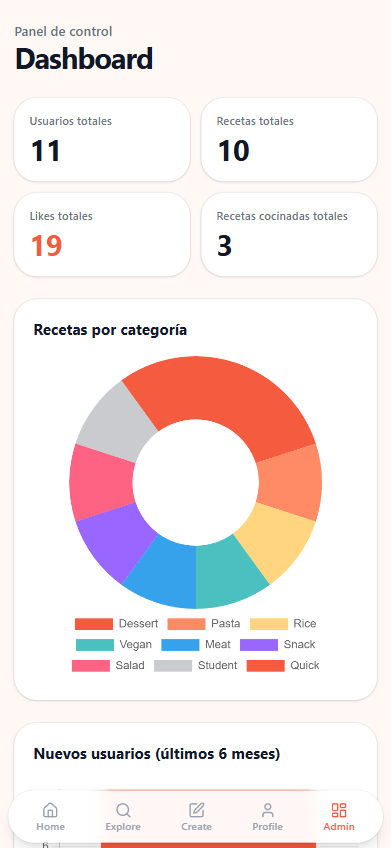 Panel de control
Dashboard
Usuarios totales
11
Recetas totales
10
Likes totales
19
Recetas cocinadas totales
3
Recetas por categoría
Dessert Pasta Rice
Vegan Meat Snack
Salad Student Quick
Nuevos usuarios (últimos 6 meses)
Home Explore Create Profile Admin
6